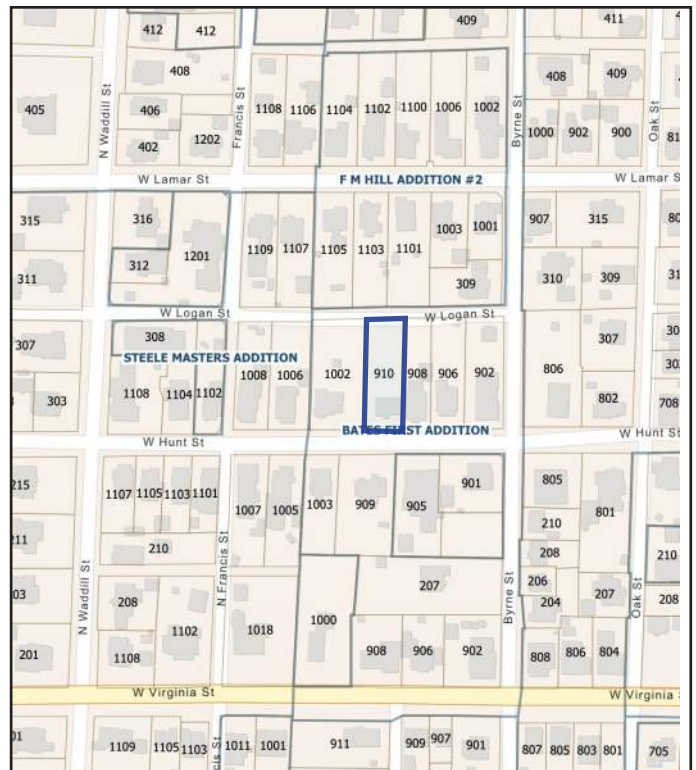 412 412 409 411
408
405 406 1108 1106 1104 1102 1100 1006 1002 408 409
402 1202 1000 902 900
N Waddill St
Francis St
Byrne St
Oak St
W Lamar St F M HILL ADDITION #2 W Lamar S
315 316 1201 1109 1107 1105 1103 1101 1003 1001 907 315
311 312 309 310 309
W Logan St W Logan St
307 308 307
STEELE MASTERS ADDITION
303 1108 1104 1102 1008 1006 1002 910 908 906 902 806 802 708
BATES FIRST ADDITION
W Hunt St W Hunt St
215 1107 1105 1103 1101 1007 1005 1003 909 905 901 805 801
211 210 210 210
208 207 206 208
N Waddill St
N Francis St
Byrne St
Oak St
03 208 1102 1018 1000 204 207
201 1108 908 906 902 808 806 804
W Virginia St W Virginia
01 1109 1105 1103 1011 1001 911 909 907 901 807 805 803 801 705
cis St